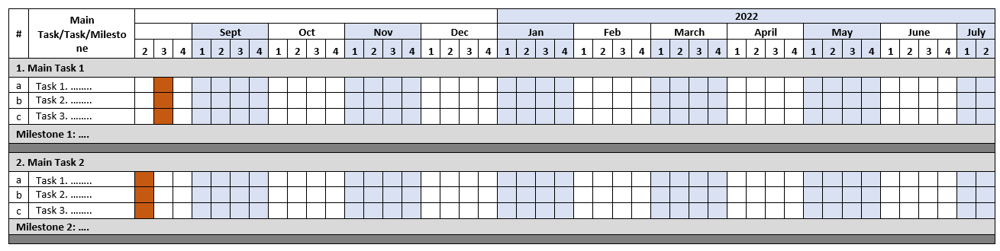 # Main Task/Task/Milesto ne 2022
Sept Oct Nov Dec Jan Feb March April May June July
2 3 4 1 2 3 4 1 2 3 4 1 2 3 4 1 2 3 4 1 2 3 4 1 2 3 4 1 2 3 4 1 2 3 4 1 2 3 4 1 2 3 4 1 2
1. Main Task 1
a Task 1. ........
b Task 2. ........
c Task 3. ........
Milestone 1: ....
2. Main Task 2
a Task 1. ........
b Task 2. ........
c Task 3. ........
Milestone 2: ....